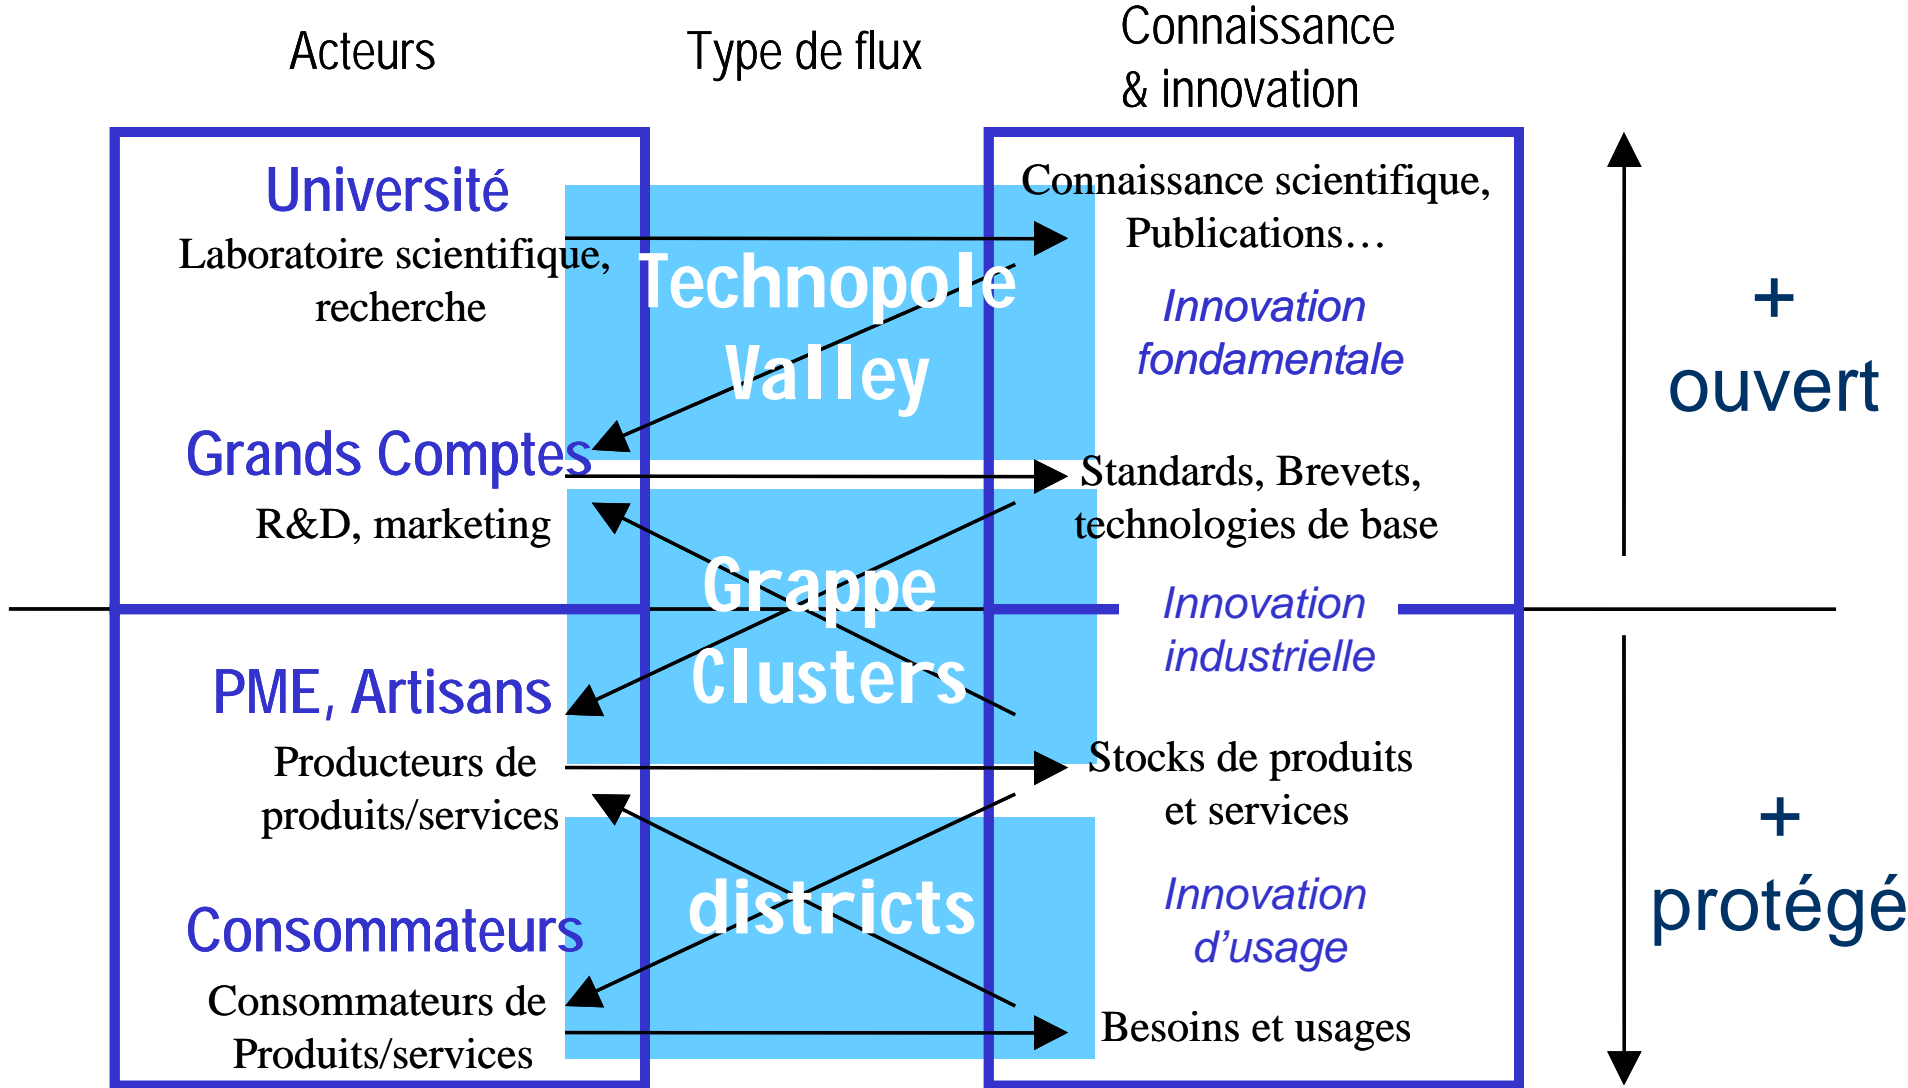 Acteurs
Type de flux
Connaissance
& innovation
Université
Laboratoire scientifique,
recherche
Grands Comptes
R&D, marketing
PME, Artisans
Producteurs de
produits/services
Consommateurs
Consommateurs de
Produits/services
Technopole
Valley
Grappe
Clusters
districts
Connaissance scientifique,
Publications…
Innovation
fondamentale
Standards, Brevets,
technologies de base
Innovation
industrielle
Stocks de produits
et services
Innovation
d’usage
Besoins et usages
+
ouvert
+
protégé